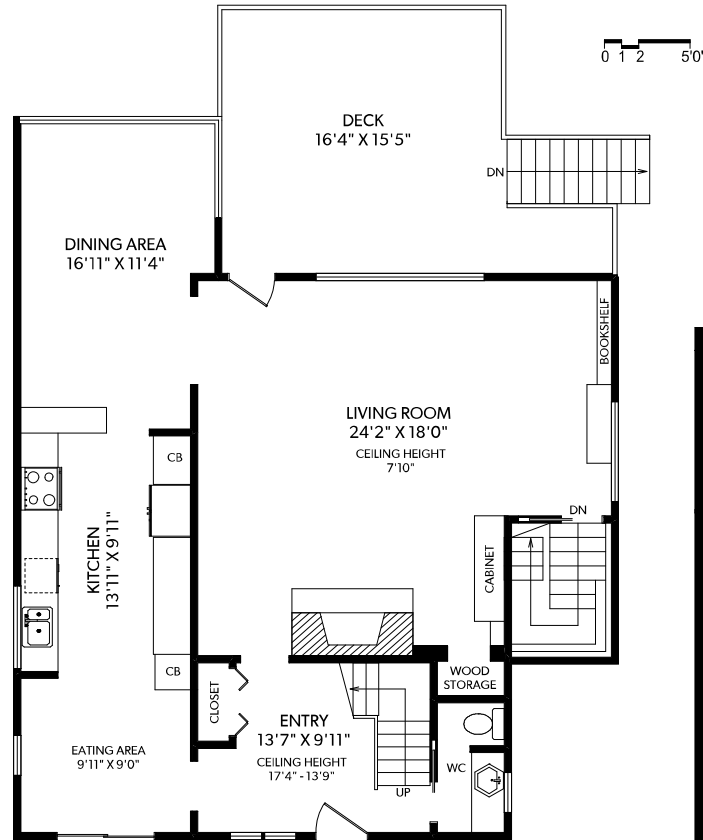 0 1 2 5'0"
DECK
16'4" X 15'5"
DN
DINING AREA
16'11" X 11'4"
BOOKSHELF
LIVING ROOM
24'2" X 18'0"
CEILING HEIGHT
7'10"
CB
KITCHEN
13'11" X 9'11"
DN
CABINET
CB
CLOSET
WOOD
STORAGE
ENTRY
13'7" X 9'11"
CEILING HEIGHT
17'4" - 13'9"
EATING AREA
9'11" X 9'0"
WC
UP